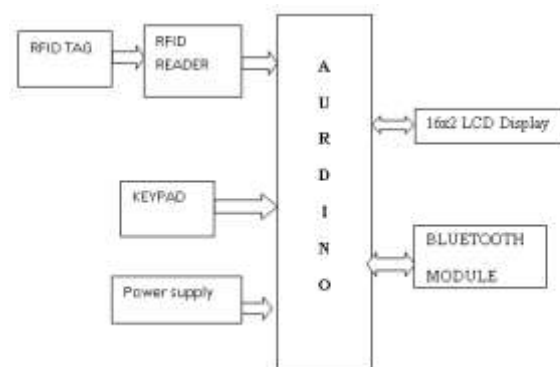 RFID TAG
RFID
READER
KEYPAD
Power supply
A
U
R
D
I
N
O
16x2 LCD Display
BLUETOOTH
MODULE